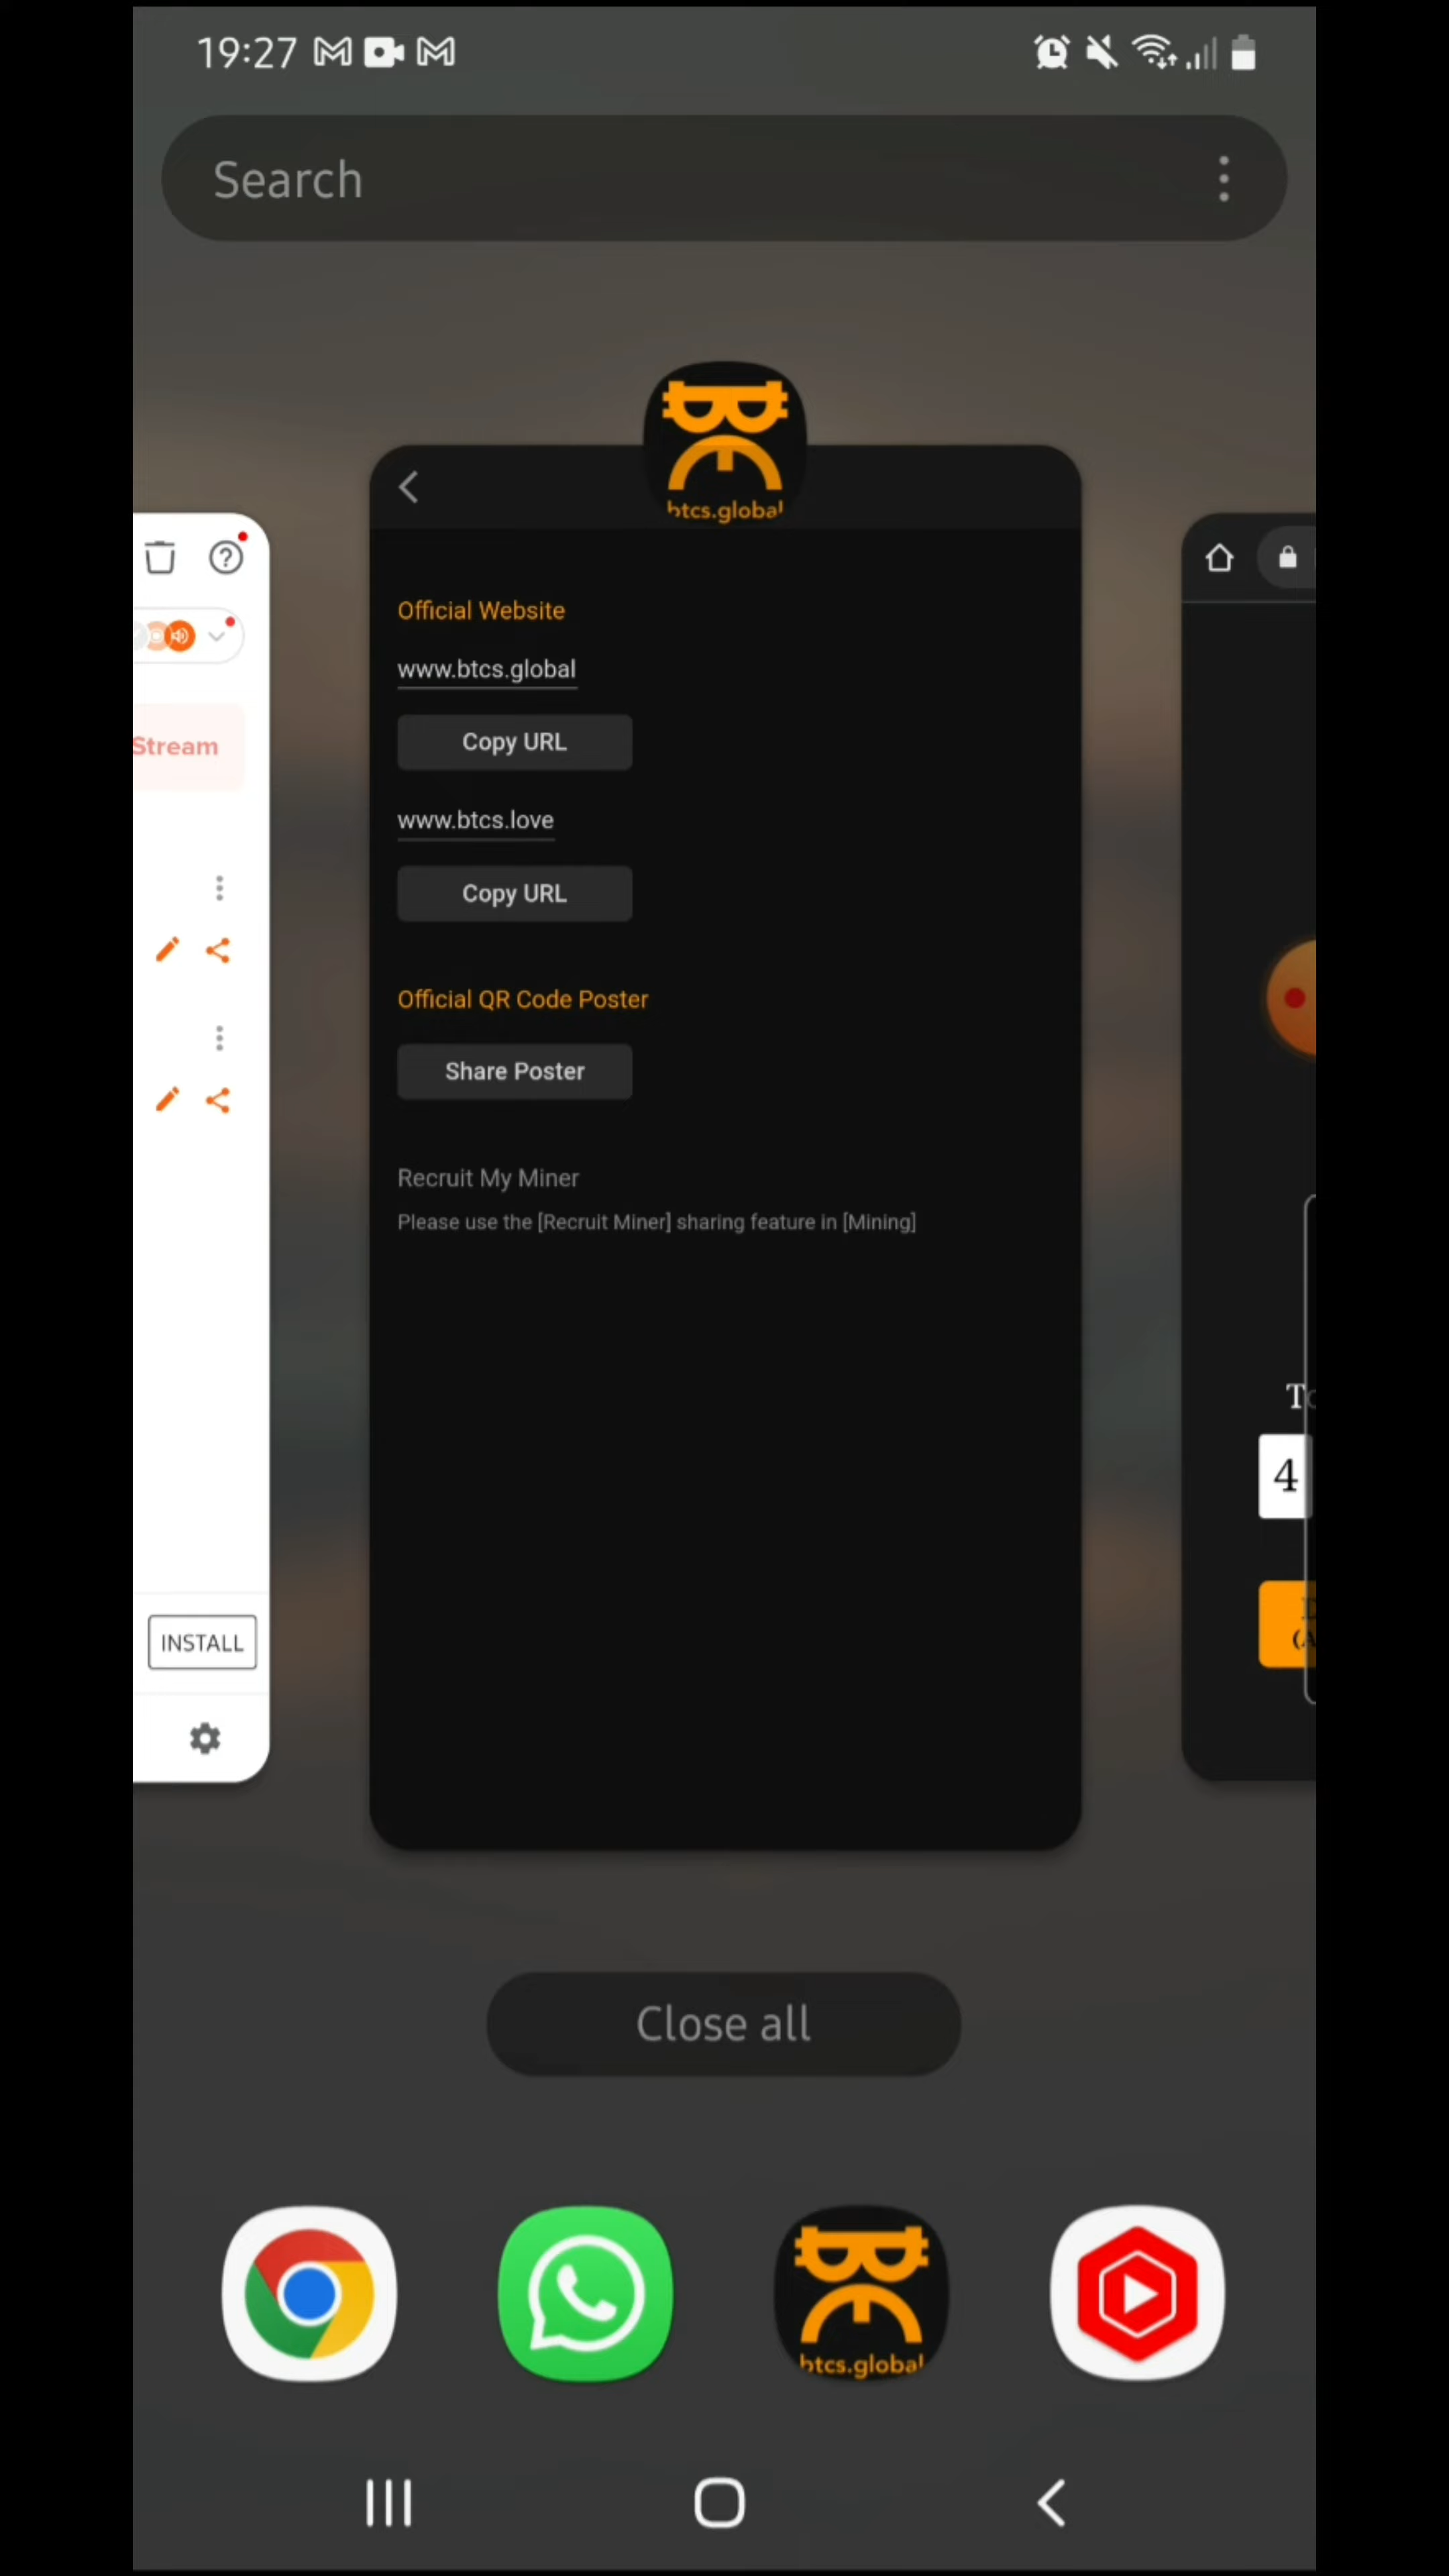 19:27
Search
btcs.global
Official Website
www.btcs.global
Copy URL
www.btcs.love
Copy URL
Official QR Code Poster
Share Poster
Recruit My Miner
Please use the [Recruit Miner] sharing feature in [Mining]
Stream
INSTALL
4
Close all
btcs.global